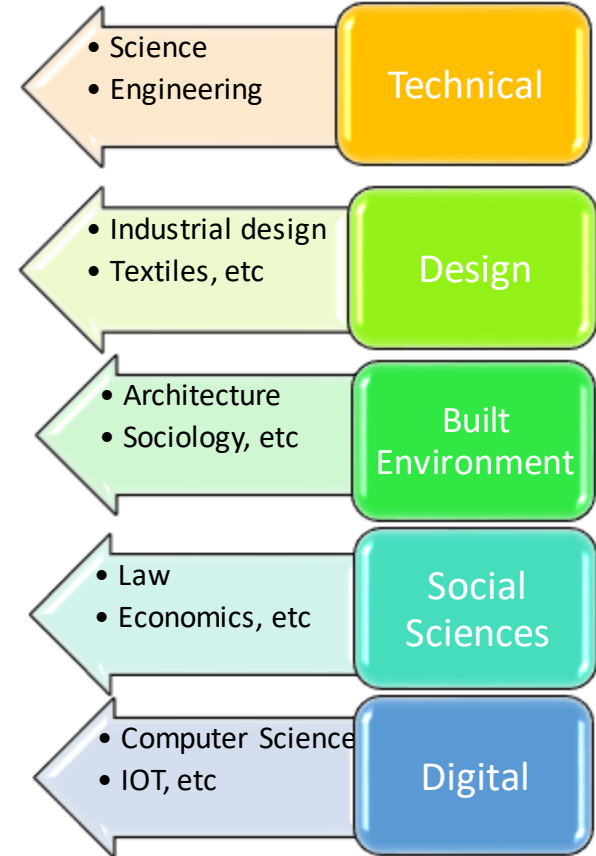 • Science
• Engineering
Technical
• Industrial design
• Textiles, etc
Design
• Architecture
• Sociology, etc
Built
Environment
• Law
• Economics, etc
Social
Sciences
• Computer Science
• IOT, etc
Digital